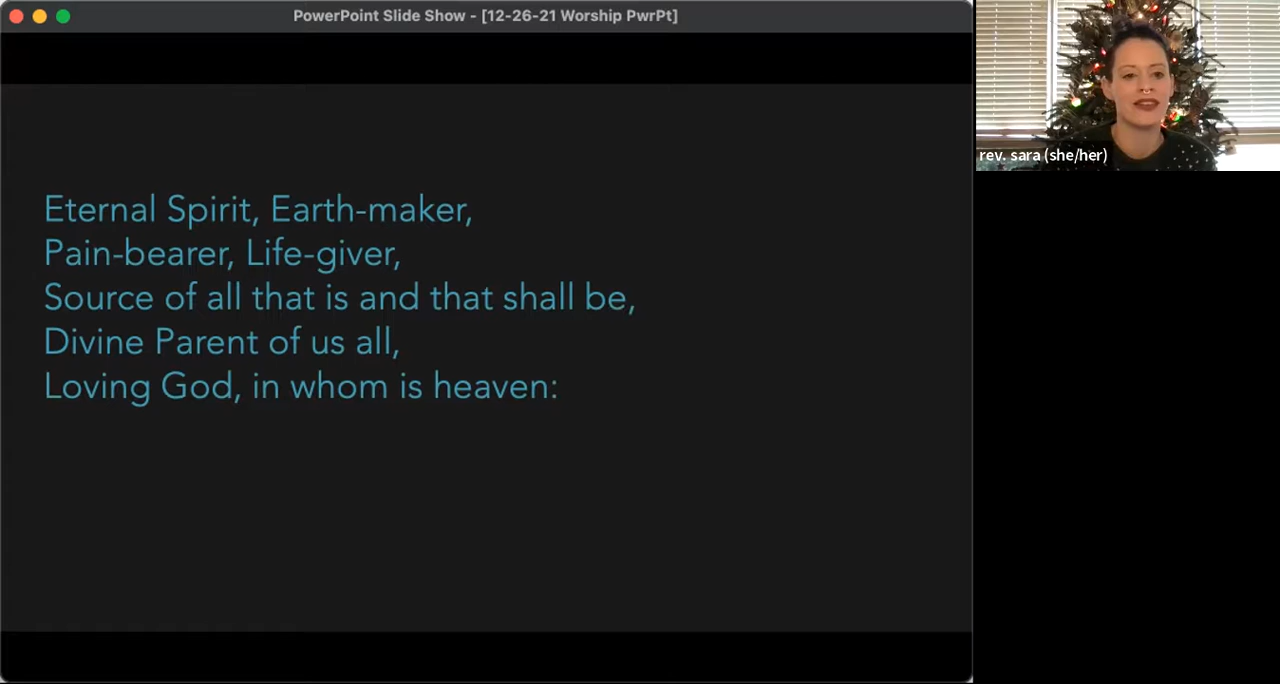 PowerPoint Slide Show - [12-26-21 Worship PwrPt]
Eternal Spirit, Earth-maker,
Pain-bearer, Life-giver,
Source of all that is and that shall be,
Divine Parent of us all,
Loving God, in whom is heaven:
rev. sara (she/her)